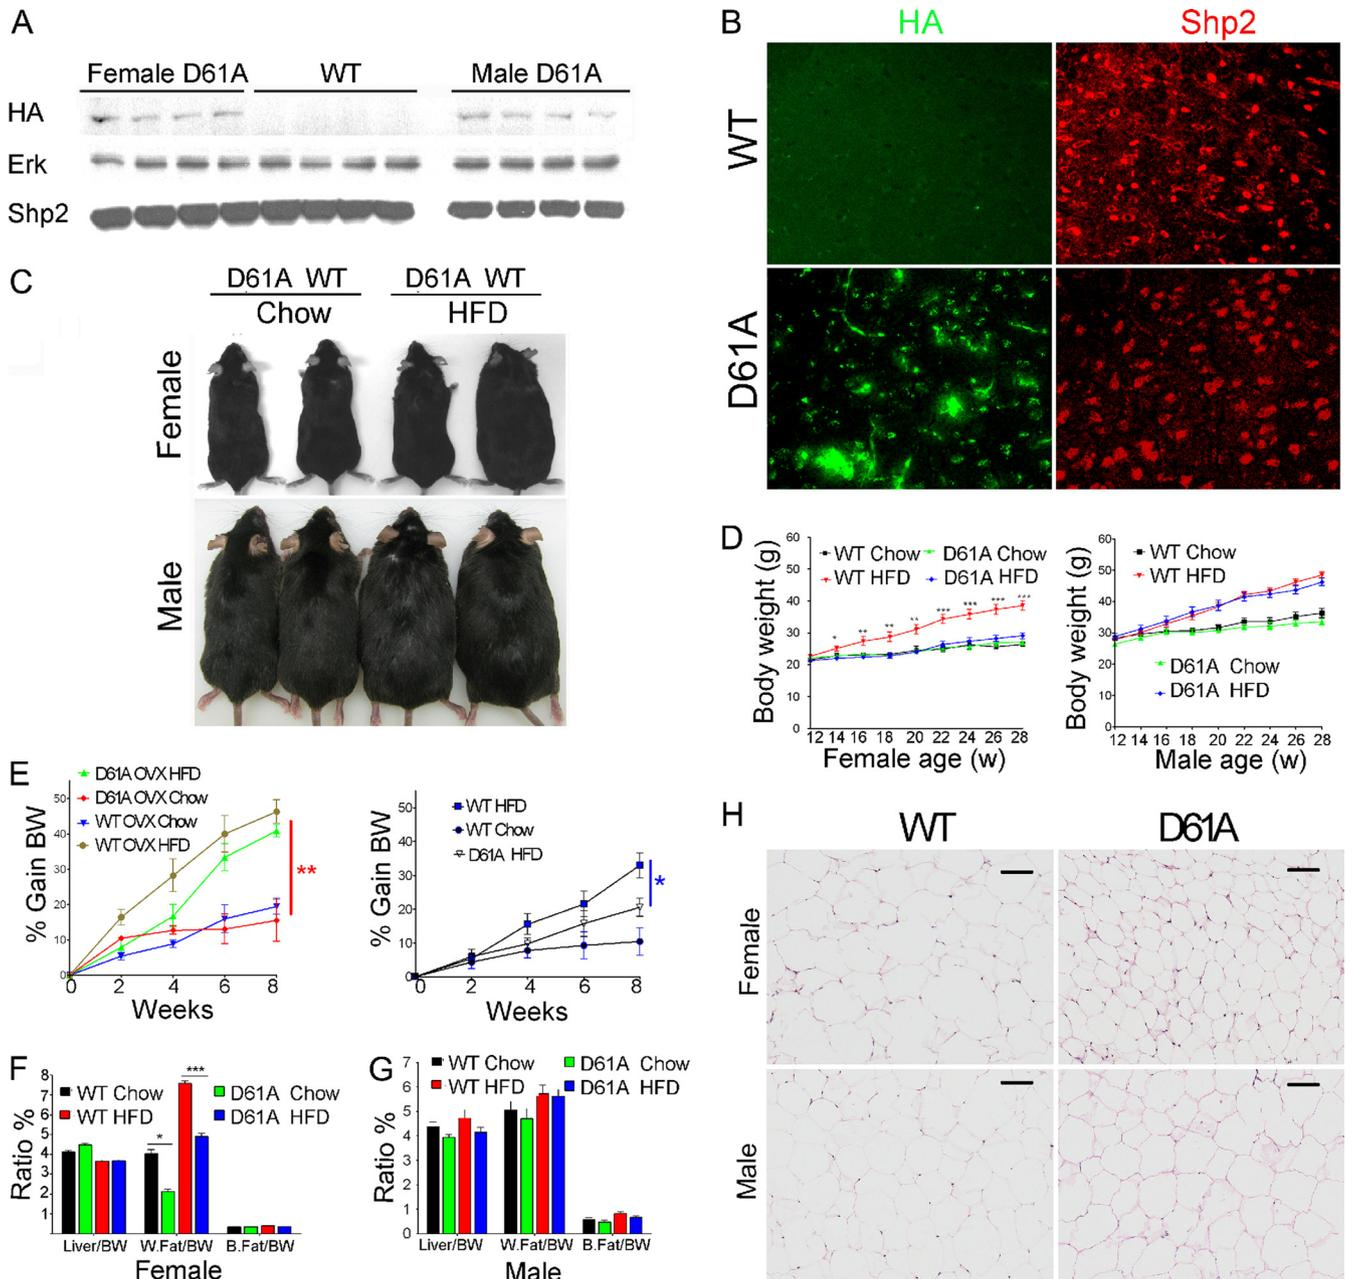 A
Female D61A WT Male D61A
HA
Erk
Shp2
B
HA Shp2
WT
D61A
C
D61A WT D61A WT
Chow HFD
Female
Male
D
Body weight (g)
60
50
40
30
20
10
0
WT Chow D61A Chow
WT HFD D61A HFD
* ** ** ** *** *** *** ***
12 14 16 18 20 22 24 26 28
Female age (w)
Body weight (g)
60
50
40
30
20
10
0
WT Chow
WT HFD
D61A Chow
D61A HFD
12 14 16 18 20 22 24 26 28
Male age (w)
E
% Gain BW
50
40
30
20
10
0
D61A OVX HFD
D61A OVX Chow
WT OVX Chow
WT OVX HFD
**
0 2 4 6 8
Weeks
% Gain BW
50
40
30
20
10
0
WT HFD
WT Chow
D61A HFD
*
0 2 4 6 8
Weeks
F
Ratio %
8
7
6
5
4
3
2
1
WT Chow D61A Chow
WT HFD D61A HFD
* ***
Liver/BW W.Fat/BW B.Fat/BW
Female
G
Ratio %
7
6
5
4
3
2
1
0
WT Chow D61A Chow
WT HFD D61A HFD
Liver/BW W.Fat/BW B.Fat/BW
Male
H
WT D61A
Female
Male